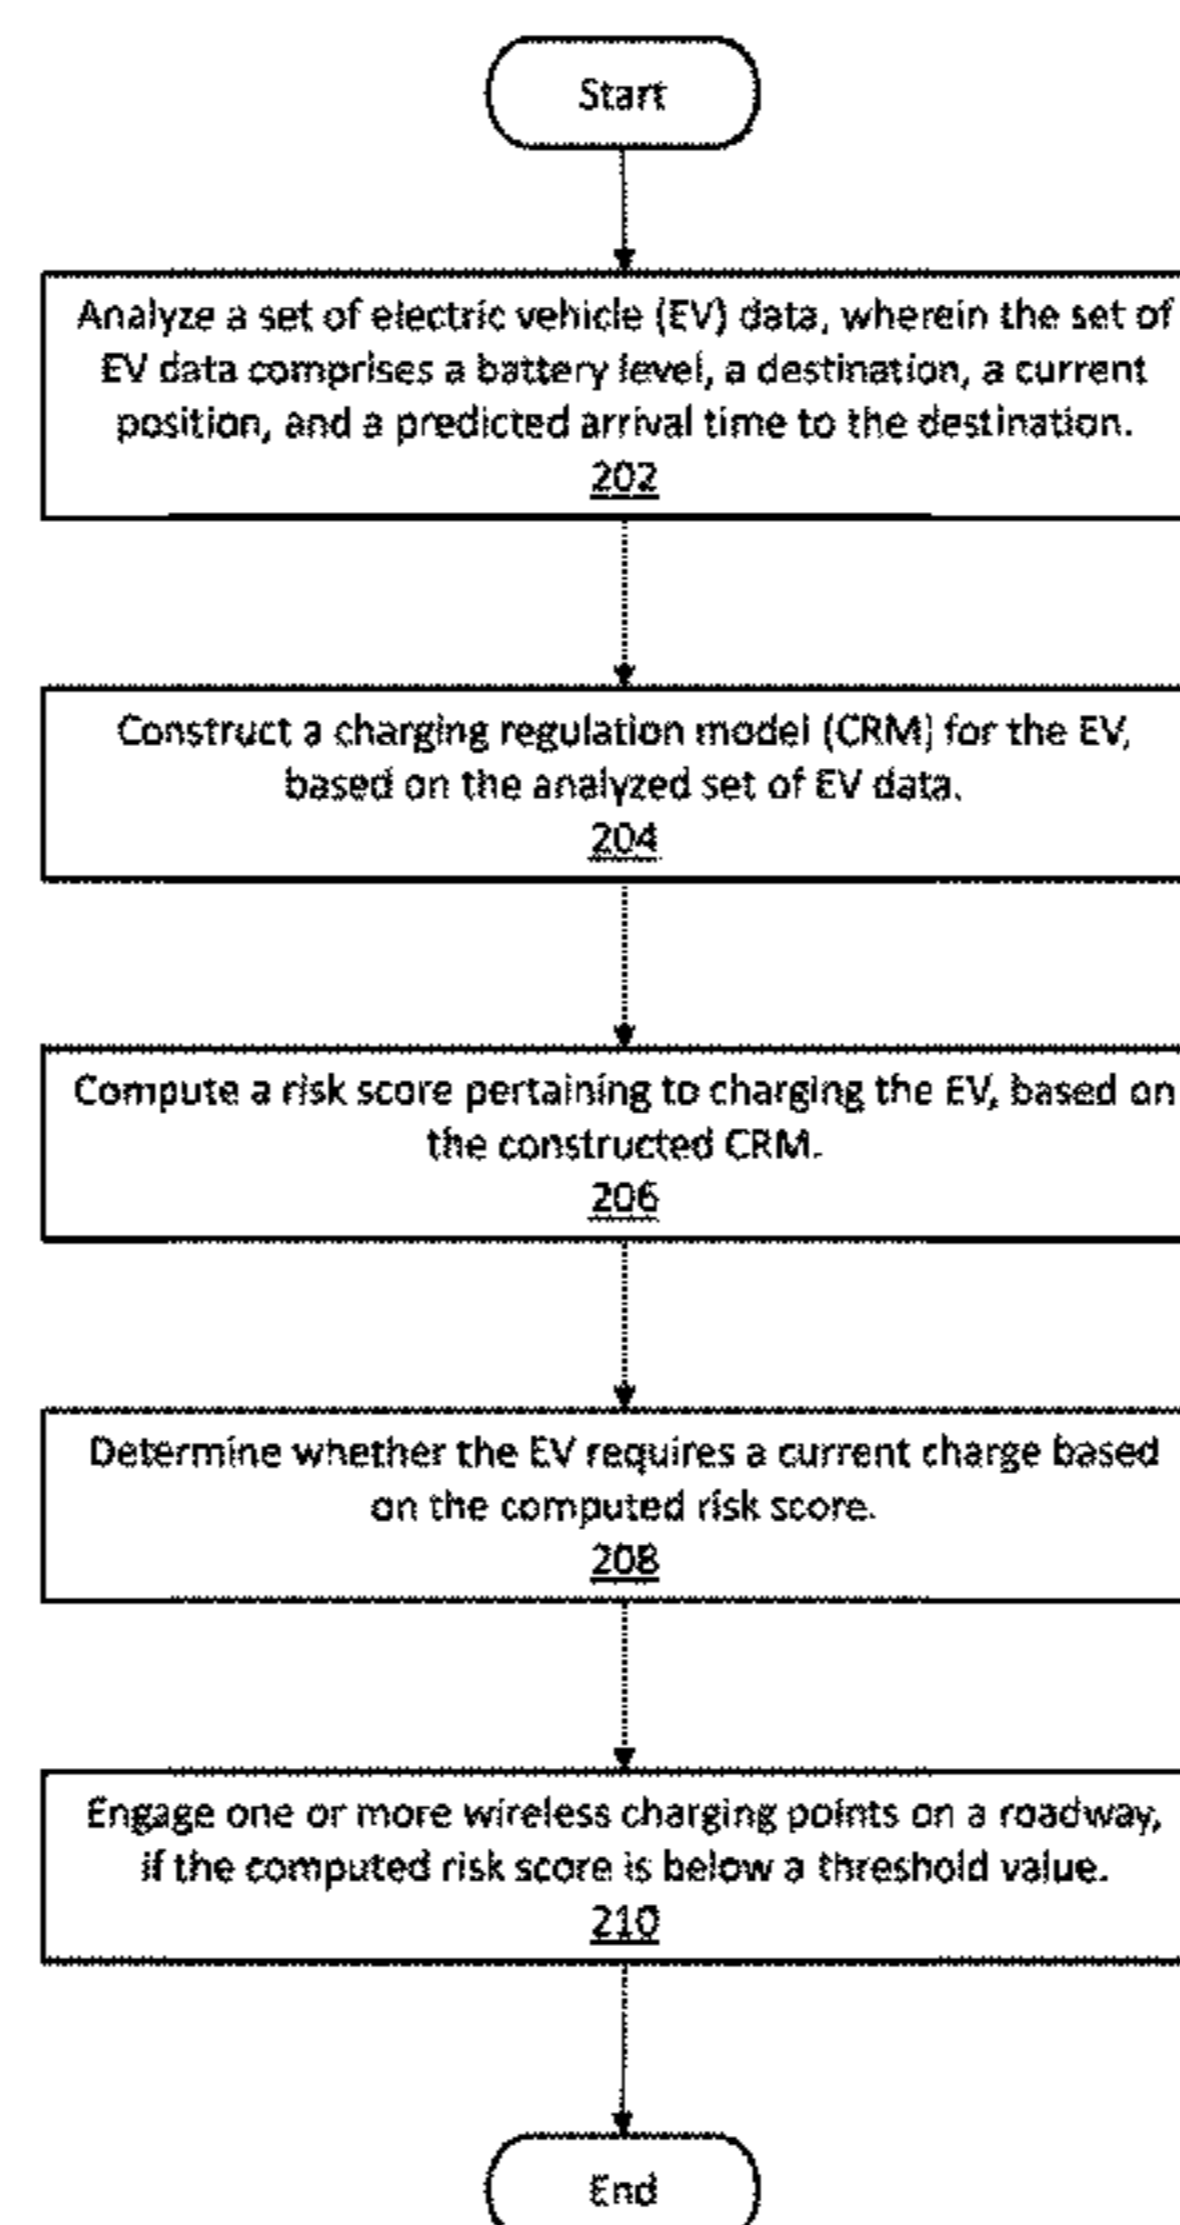 Start
Analyze a set of electric vehicle (EV) data, wherein the set of
EV data comprises a battery level, a destination, a current
position, and a predicted arrival time to the destination.
202
Construct a charging regulation model (CRM) for the EV,
based on the analyzed set of EV data.
204
Compute a risk score pertaining to charging the EV, based on
the constructed CRM.
206
Determine whether the EV requires a current charge based
on the computed risk score.
208
Engage one or more wireless charging points on a roadway,
if the computed risk score is below a threshold value.
210
End